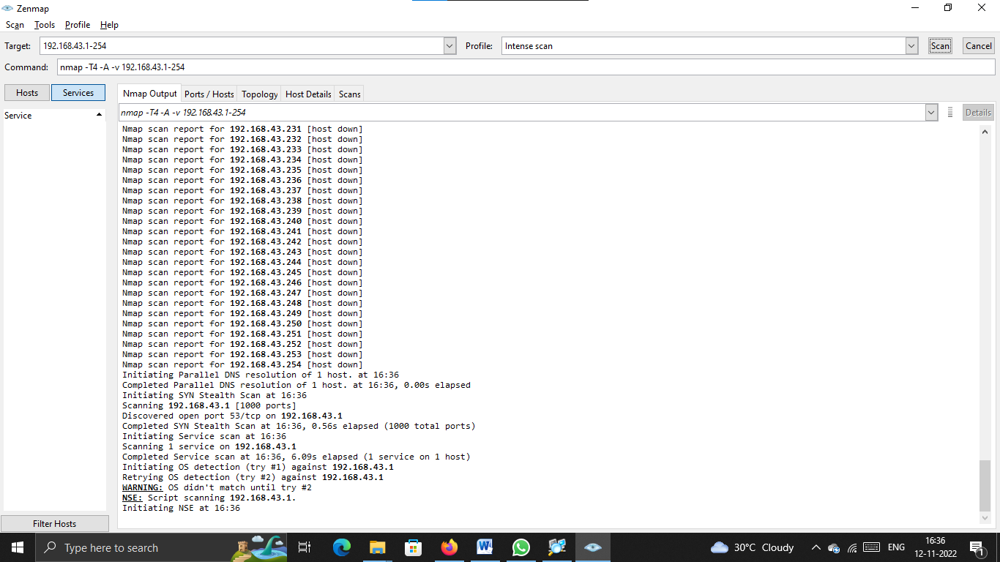 Zenmap
Scan Tools Profile Help
Target: 192.168.43.1-254 Profile: Intense scan Scan Cancel
Command: nmap -T4 -A -v 192.168.43.1-254
Hosts Services Nmap Output Ports / Hosts Topology Host Details Scans
Service nmap -T4 -A -v 192.168.43.1-254 Details
Nmap scan report for 192.168.43.231 [host down]
Nmap scan report for 192.168.43.232 [host down]
Nmap scan report for 192.168.43.233 [host down]
Nmap scan report for 192.168.43.234 [host down]
Nmap scan report for 192.168.43.235 [host down]
Nmap scan report for 192.168.43.236 [host down]
Nmap scan report for 192.168.43.237 [host down]
Nmap scan report for 192.168.43.238 [host down]
Nmap scan report for 192.168.43.239 [host down]
Nmap scan report for 192.168.43.240 [host down]
Nmap scan report for 192.168.43.241 [host down]
Nmap scan report for 192.168.43.242 [host down]
Nmap scan report for 192.168.43.243 [host down]
Nmap scan report for 192.168.43.244 [host down]
Nmap scan report for 192.168.43.245 [host down]
Nmap scan report for 192.168.43.246 [host down]
Nmap scan report for 192.168.43.247 [host down]
Nmap scan report for 192.168.43.248 [host down]
Nmap scan report for 192.168.43.249 [host down]
Nmap scan report for 192.168.43.250 [host down]
Nmap scan report for 192.168.43.251 [host down]
Nmap scan report for 192.168.43.252 [host down]
Nmap scan report for 192.168.43.253 [host down]
Nmap scan report for 192.168.43.254 [host down]
Initiating Parallel DNS resolution of 1 host. at 16:36
Completed Parallel DNS resolution of 1 host. at 16:36, 0.00s elapsed
Initiating SYN Stealth Scan at 16:36
Scanning 192.168.43.1 [1000 ports]
Discovered open port 53/tcp on 192.168.43.1
Completed SYN Stealth Scan at 16:36, 0.56s elapsed (1000 total ports)
Initiating Service scan at 16:36
Scanning 1 service on 192.168.43.1
Completed Service scan at 16:36, 6.09s elapsed (1 service on 1 host)
Initiating OS detection (try #1) against 192.168.43.1
Retrying OS detection (try #2) against 192.168.43.1
WARNING: OS didn't match until try #2
NSE: Script scanning 192.168.43.1.
Initiating NSE at 16:36
Filter Hosts
Type here to search
30°C Cloudy
ENG
16:36
12-11-2022
1